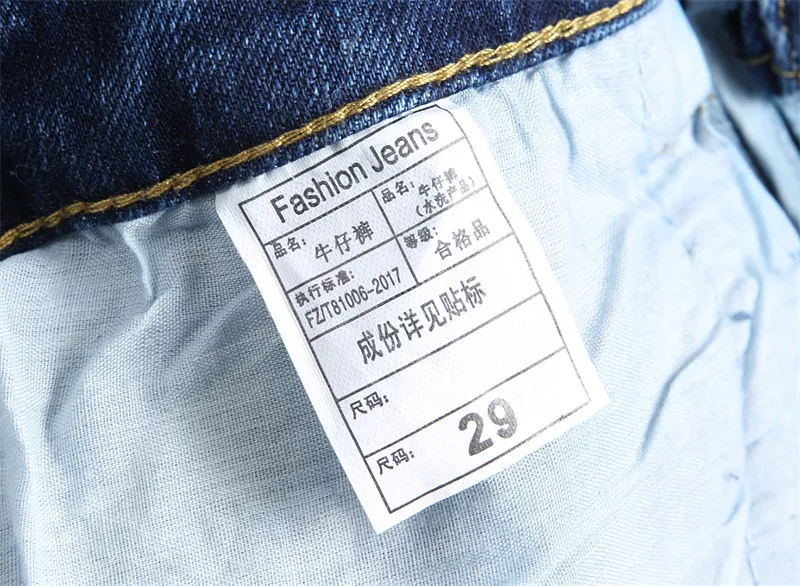 Fashion Jeans
品名: 牛仔裤
品名: 牛仔裤
(水洗产品)
执行标准:
FZ/T81006-2017
等级: 合格品
成份详见贴标
尺码:
尺码: 29